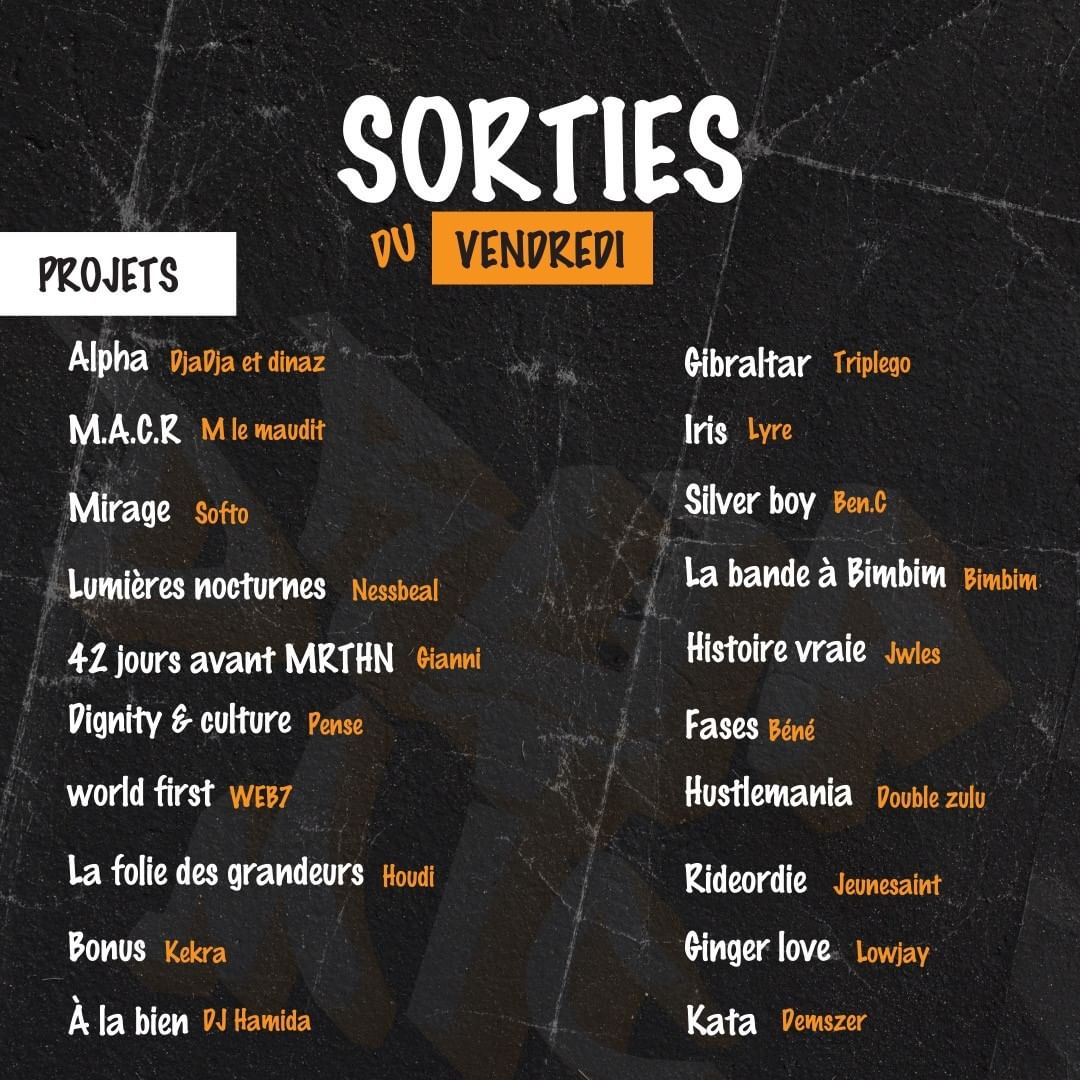 SORTIES
DU VENDREDI
PROJETS
Alpha DjaDja et dinaz
M.A.C.R M le maudit
Mirage Softo
Lumières nocturnes Nessbeal
42 jours avant MRTHN Gianni
Dignity & culture Pense
world first WEB7
La folie des grandeurs Houdi
Bonus Kekra
À la bien DJ Hamida
Gibraltar Triplego
Iris Lyre
Silver boy Ben.C
La bande à Bimbim Bimbim
Histoire vraie Jwles
Fases Béné
Hustlemania Double zulu
Rideordie Jeunesaint
Ginger love Lowjay
Kata Demszer